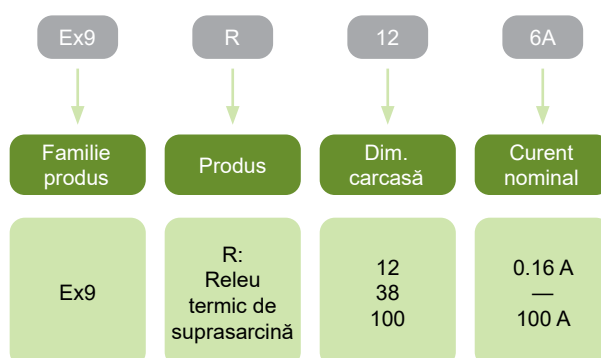 Ex9 R 12 6A
Familie produs
Produs
Dim. carcasă
Curent nominal
Ex9
R:
Releu
termic de
suprasarcină
12
38
100
0.16 A
—
100 A